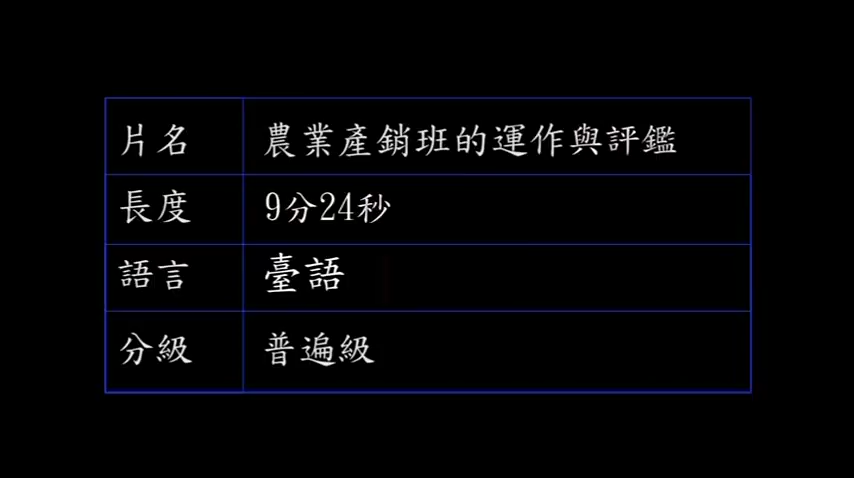 片名 農業產銷班的運作與評鑑
長度 9分24秒
語言 臺語
分級 普遍級